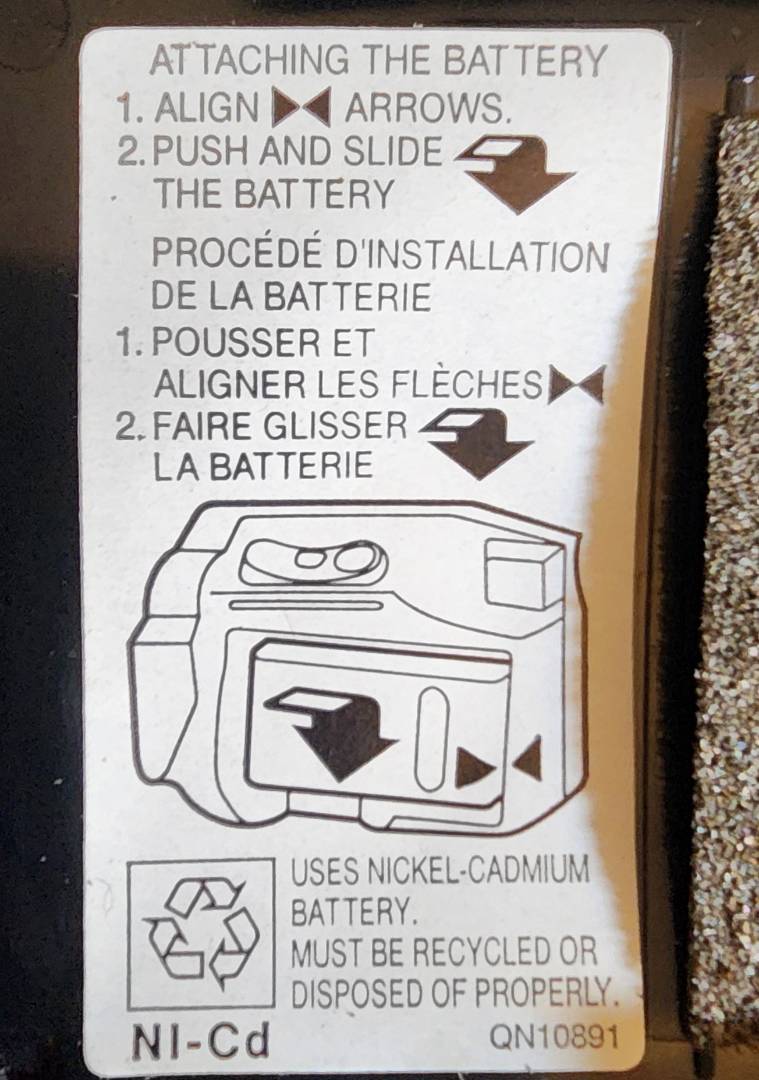 ATTACHING THE BATTERY
1. ALIGN ARROWS.
2. PUSH AND SLIDE
THE BATTERY
PROCÉDÉ D'INSTALLATION
DE LA BATTERIE
1. POUSSER ET
ALIGNER LES FLÈCHES
2. FAIRE GLISSER
LA BATTERIE
USES NICKEL-CADMIUM
BATTERY.
MUST BE RECYCLED OR
DISPOSED OF PROPERLY.
NI-Cd
QN10891